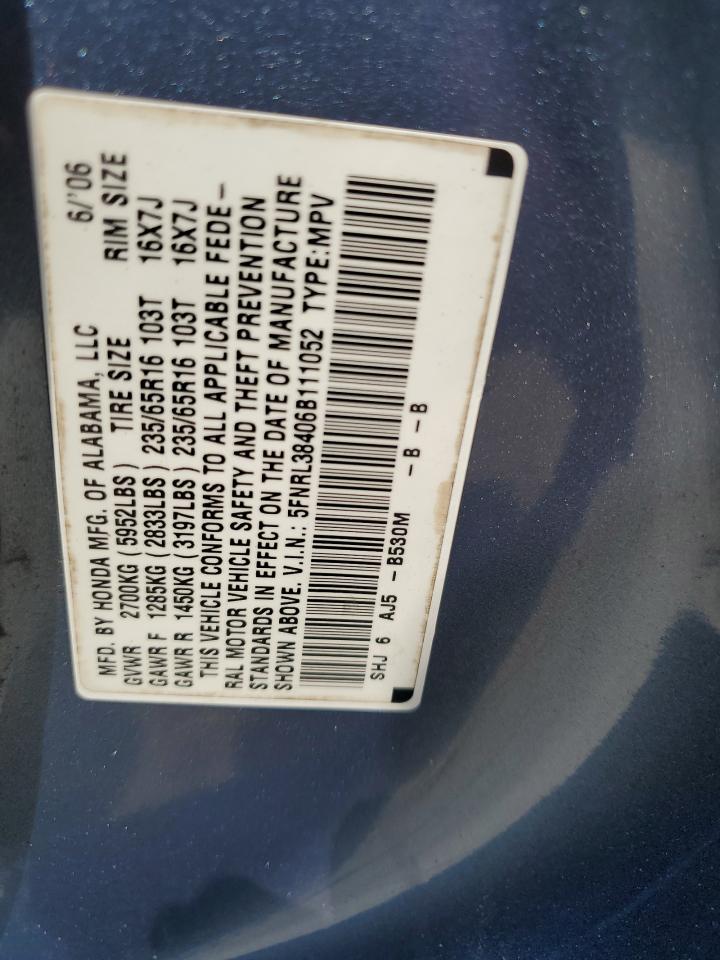 MFD. BY HONDA MFG. OF ALABAMA, LLC 6/'06
GVWR 2700KG (5952LBS) TIRE SIZE RIM SIZE
GAWR F 1285KG (2833LBS) 235/65R16 103T 16X7J
GAWR R 1450KG (3197LBS) 235/65R16 103T 16X7J
THIS VEHICLE CONFORMS TO ALL APPLICABLE FEDE-
RAL MOTOR VEHICLE SAFETY AND THEFT PREVENTION
STANDARDS IN EFFECT ON THE DATE OF MANUFACTURE
SHOWN ABOVE. V.I.N.: 5FNRL38406B111052 TYPE:MPV
SHJ 6 AJ5 - B530M - B - B